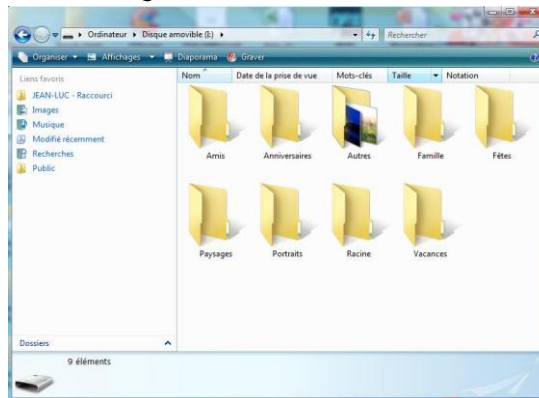 Ordinateur ▸ Disque amovible (I:) ▸ Rechercher
Organiser Affichages Diaporama Graver
Liens favoris
JEAN-LUC - Raccourci
Images
Musique
Modifié récemment
Recherches
Public
Dossiers
Nom Date de la prise de vue Mots-clés Taille Notation
Amis Anniversaires Autres Famille Fêtes
Paysages Portraits Racine Vacances
9 éléments